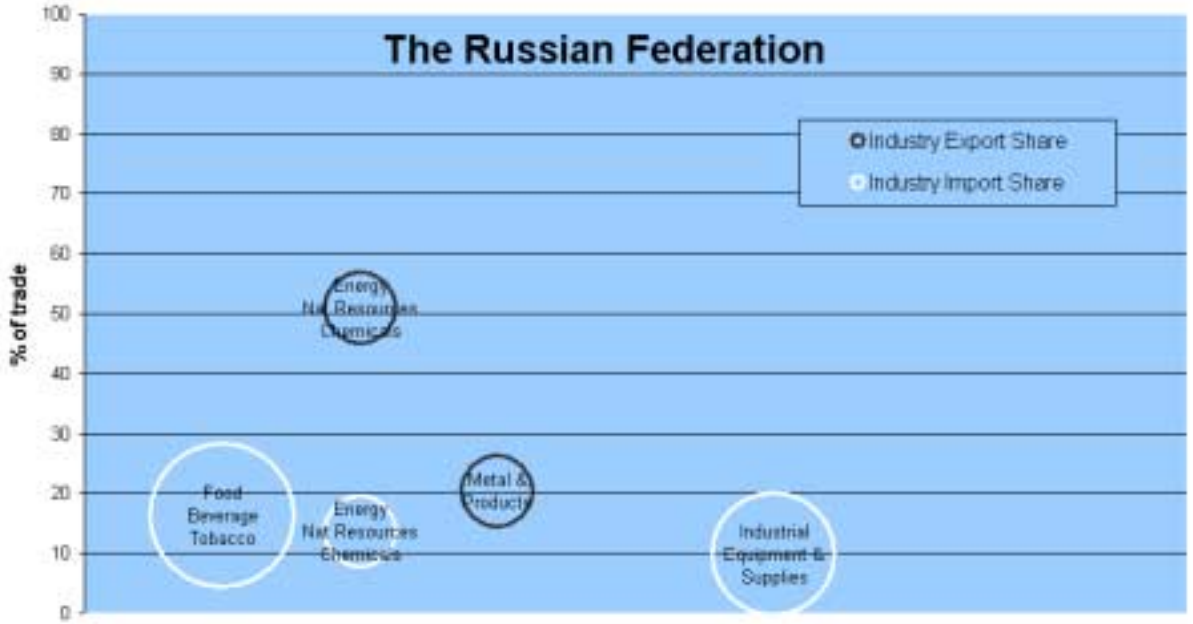 The Russian Federation
100
90
80
70
60
50
40
30
20
10
0
% of trade
Industry Export Share
Industry Import Share
Energy
Nat Resources
Chemicals
Food
Beverage
Tobacco
Energy
Nat Resources
Chemicals
Metal &
Products
Industrial
Equipment &
Supplies